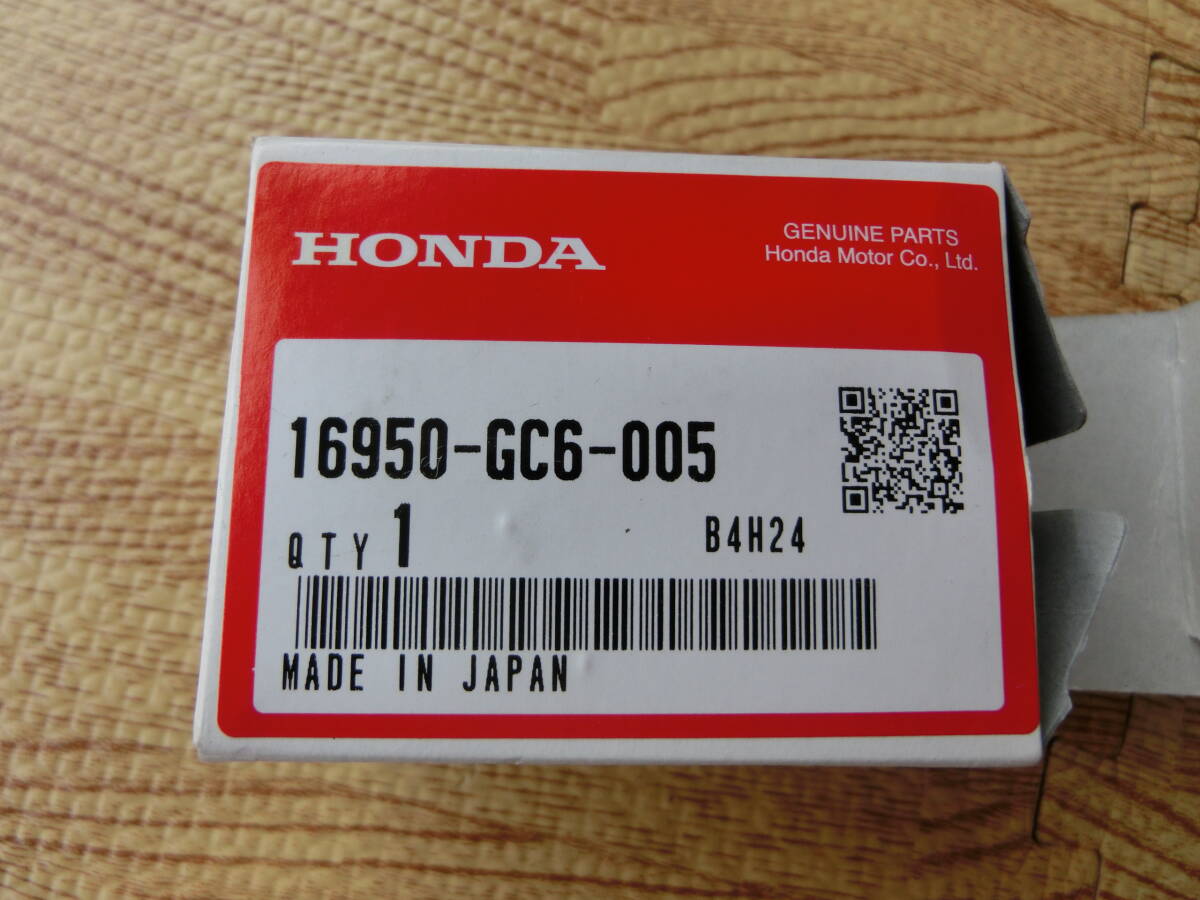 HONDA
GENUINE PARTS
Honda Motor Co., Ltd.
16950-GC6-005
QTY 1 B4H24
MADE IN JAPAN